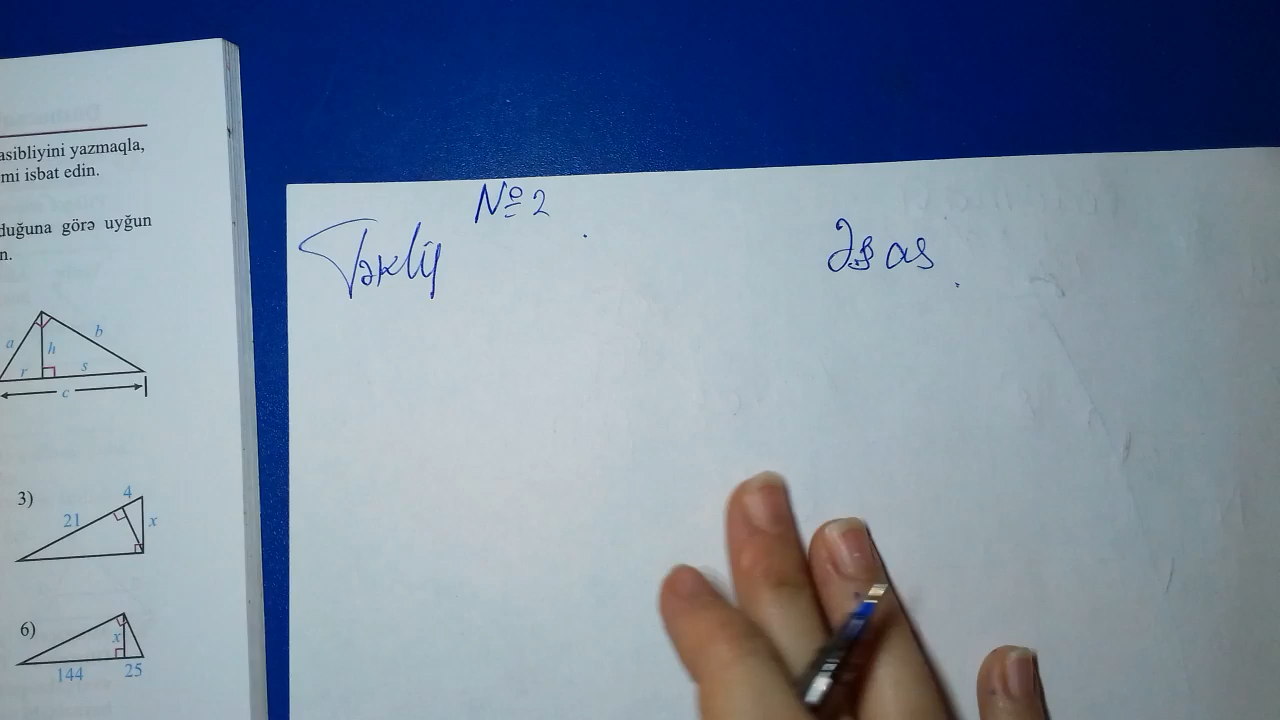 asibliyini yazmaqla,
mi isbat edin.
duğuna görə uyğun
n.
a
b
h
r
s
c
3)
4
21
x
6)
x
144
25
№ 2
Təklif
Əsas